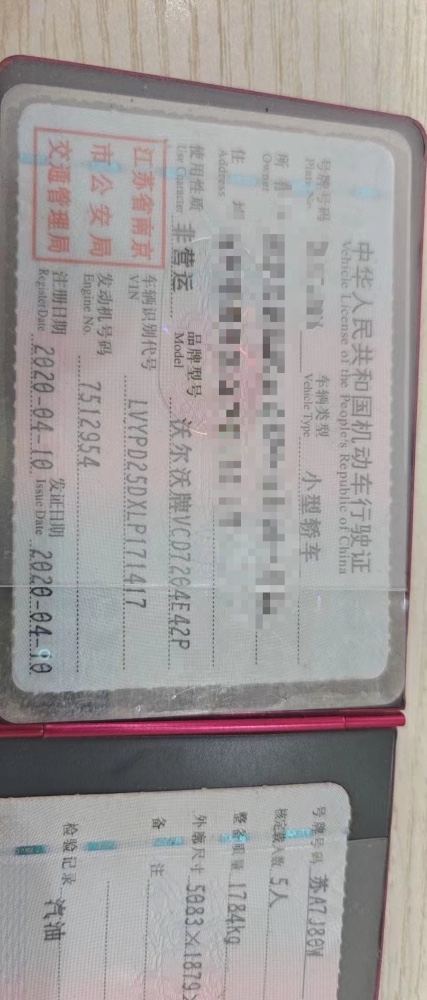 中华人民共和国机动车行驶证
Vehicle License of the People's Republic of China
号牌号码
Plate No.
车辆类型 小型轿车
Vehicle Type
所有
Owner
住
Address
使用性质 非营运 品牌型号 沃尔沃牌VCD7204E42P
Use Character Model
江苏省南京
市公安局
交通管理局
车辆识别代号 LVYPD25DXLP171417
VIN
发动机号码 7512954
Engine No.
注册日期 2020-04-10 发证日期 2020-04-10
Register Date Issue Date
号牌号码 苏A7J80W
核定载人数 5人
整备质量 1784kg
外廓尺寸 5083×1879×
备注
检验记录
汽油